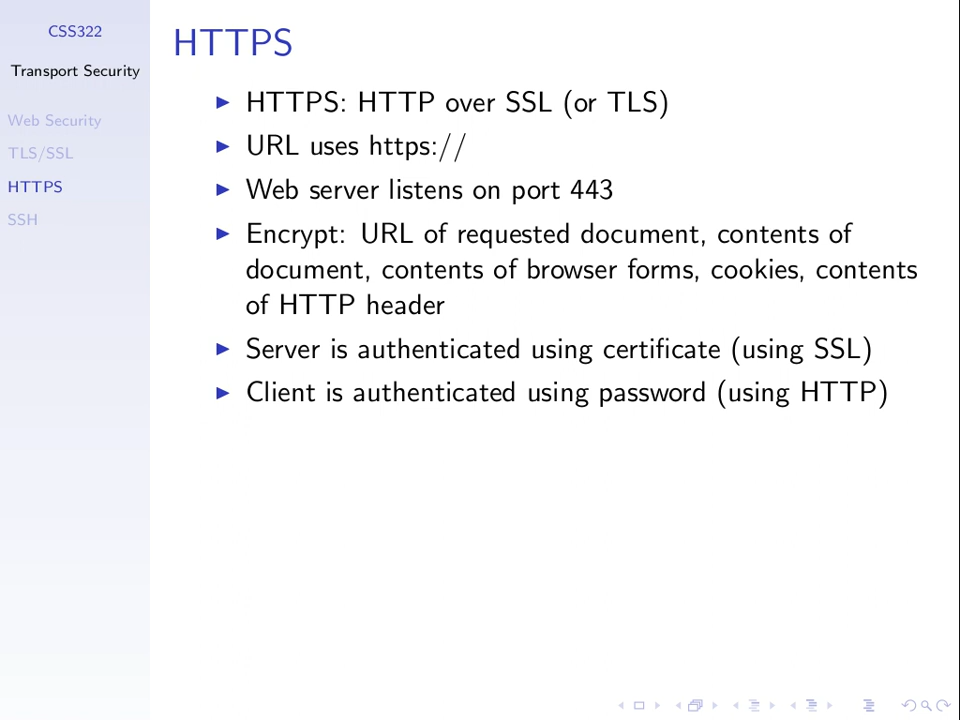 CSS322
Transport Security
Web Security
TLS/SSL
HTTPS
SSH
HTTPS
HTTPS: HTTP over SSL (or TLS)
URL uses https://
Web server listens on port 443
Encrypt: URL of requested document, contents of
document, contents of browser forms, cookies, contents
of HTTP header
Server is authenticated using certificate (using SSL)
Client is authenticated using password (using HTTP)